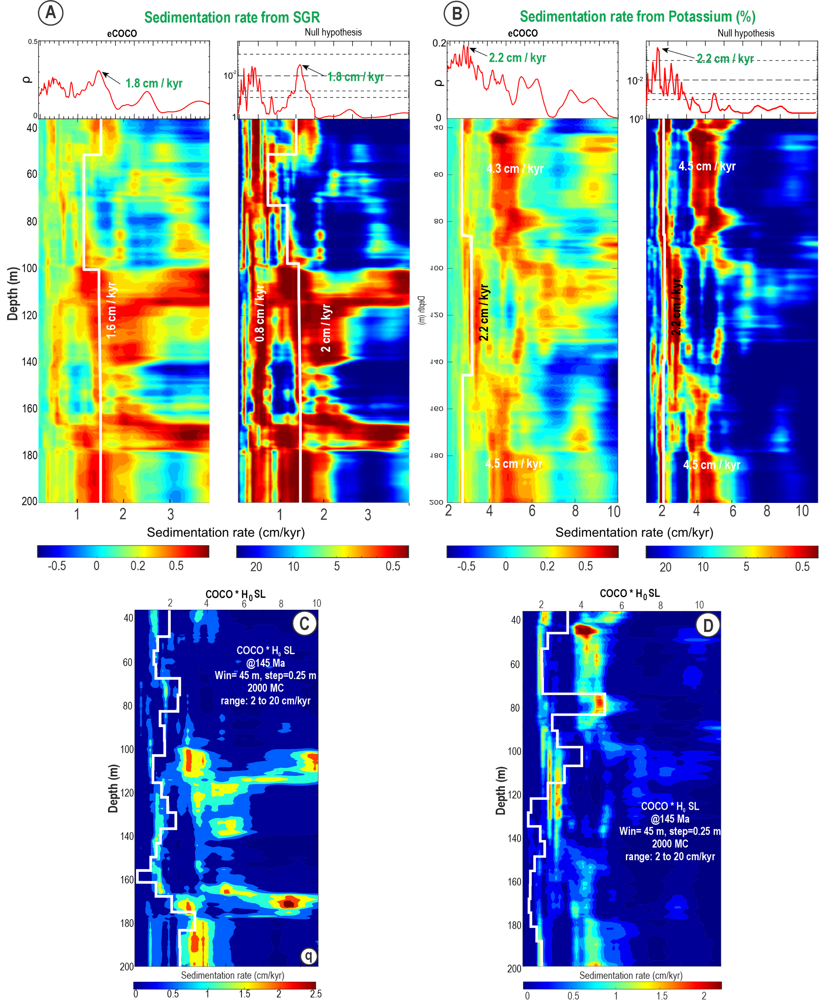 A
Sedimentation rate from SGR
eCOCO
Null hypothesis
0.5
ρ
0
1.8 cm / kyr
10-2
1
1.8 cm / kyr
Depth (m)
40
60
80
100
120
140
160
180
200
1.6 cm / kyr
0.8 cm / kyr
2 cm / kyr
1 2 3
1 2 3
Sedimentation rate (cm/kyr)
-0.5 0 0.2 0.5
20 10 5 0.5
B
Sedimentation rate from Potassium (%)
eCOCO
Null hypothesis
0.2
ρ
0
2.2 cm / kyr
10-2
100
2.2 cm / kyr
Depth (m)
40
60
80
100
120
140
160
180
200
4.3 cm / kyr
2.2 cm / kyr
4.5 cm / kyr
4.5 cm / kyr
2.2 cm / kyr
4.5 cm / kyr
2 4 6 8 10
2 4 6 8 10
Sedimentation rate (cm/kyr)
-0.5 0 0.2 0.5
20 10 5 0.5
COCO * H0 SL
2 4 6 8 10
C
COCO * H0 SL
@145 Ma
Win= 45 m, step=0.25 m
2000 MC
range: 2 to 20 cm/kyr
Depth (m)
40
60
80
100
120
140
160
180
200
q
Sedimentation rate (cm/kyr)
0 0.5 1 1.5 2 2.5
COCO * H0 SL
2 4 6 8 10
D
COCO * H0 SL
@145 Ma
Win= 45 m, step=0.25 m
2000 MC
range: 2 to 20 cm/kyr
Depth (m)
40
60
80
100
120
140
160
180
200
Sedimentation rate (cm/kyr)
0 0.5 1 1.5 2